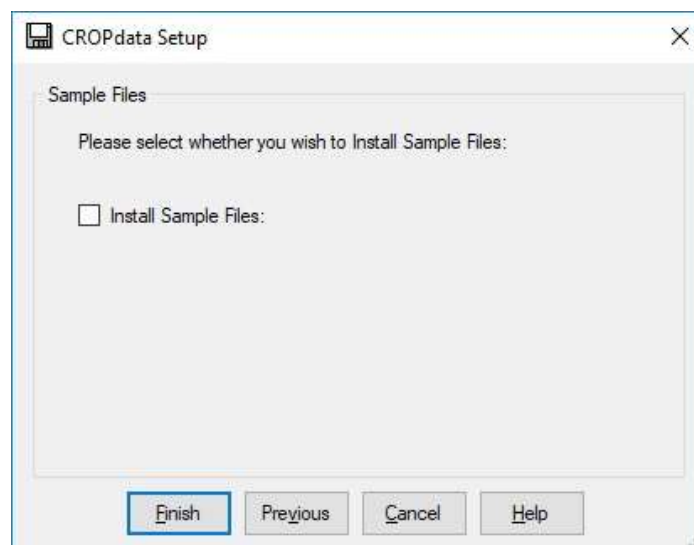 CROPdata Setup
Sample Files
Please select whether you wish to Install Sample Files:
Install Sample Files:
Finish Previous Cancel Help